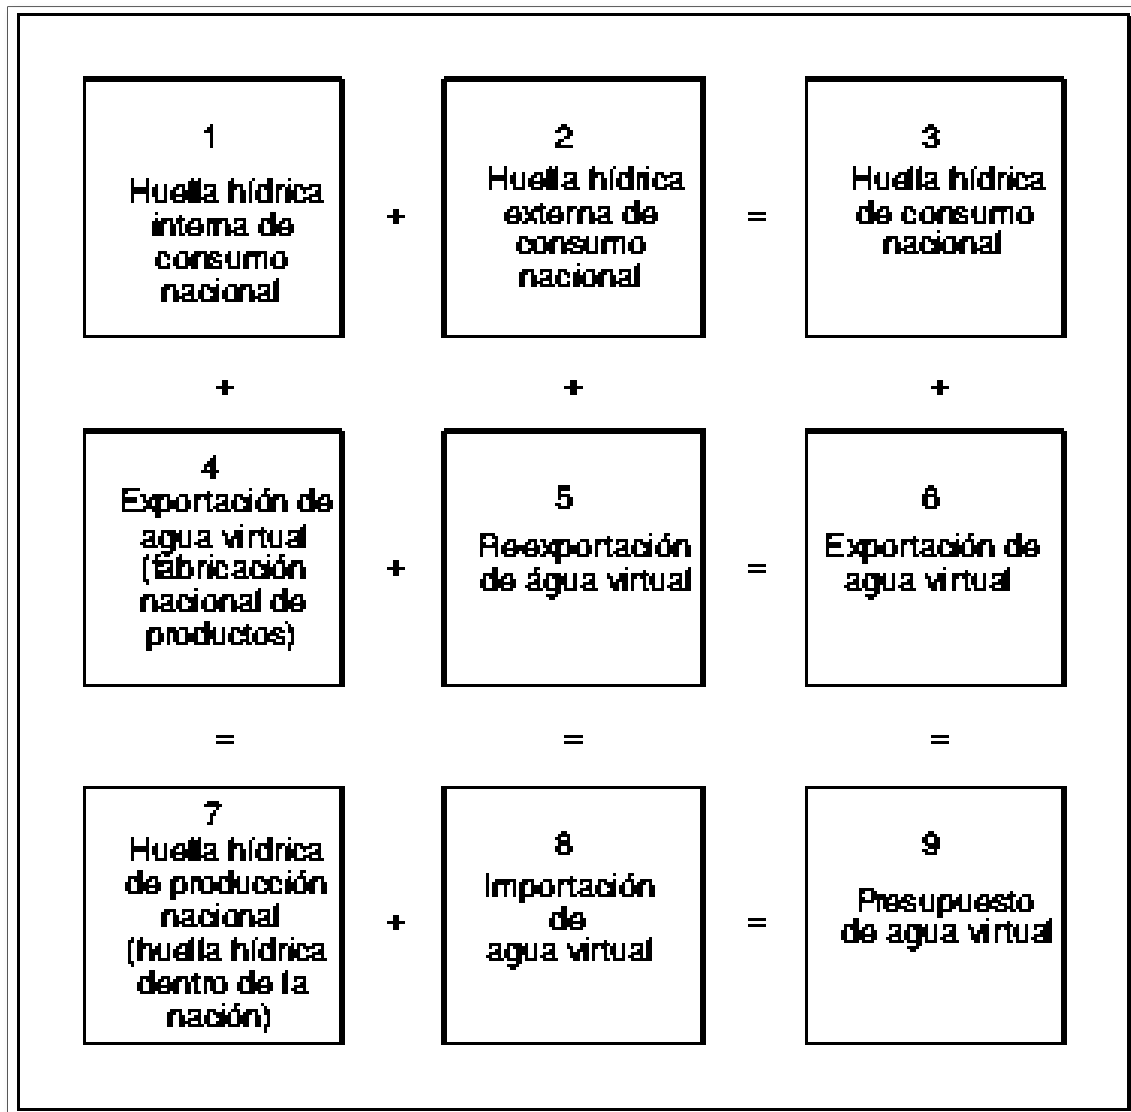 1
Huella hídrica
interna de
consumo
nacional
+
2
Huella hídrica
externa de
consumo
nacional
=
3
Huella hídrica
de consumo
nacional
+
+
+
4
Exportación de
agua virtual
(fabricación
nacional de
productos)
+
5
Re-exportación
de água virtual
=
6
Exportación de
agua virtual
=
=
=
7
Huella hídrica
de producción
nacional
(huella hídrica
dentro de la
nación)
+
8
Importación
de
agua virtual
=
9
Presupuesto
de agua virtual